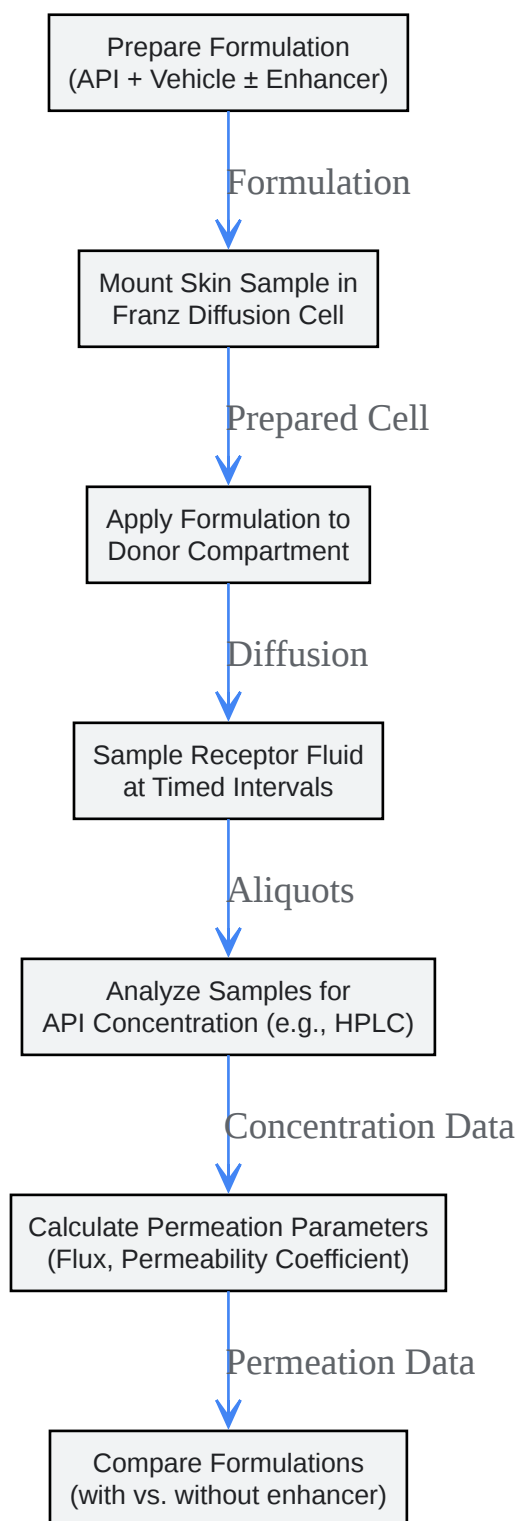 Prepare Formulation
(API + Vehicle ± Enhancer)
Formulation
Mount Skin Sample in
Franz Diffusion Cell
Prepared Cell
Apply Formulation to
Donor Compartment
Diffusion
Sample Receptor Fluid
at Timed Intervals
Aliquots
Analyze Samples for
API Concentration (e.g., HPLC)
Concentration Data
Calculate Permeation Parameters
(Flux, Permeability Coefficient)
Permeation Data
Compare Formulations
(with vs. without enhancer)